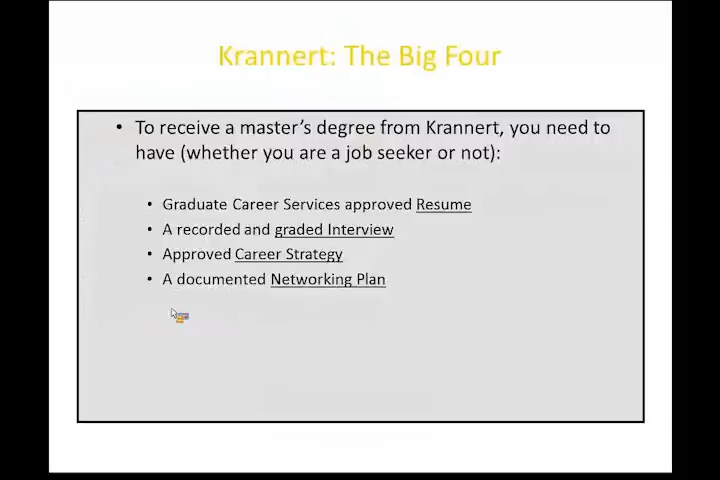 Krannert: The Big Four
• To receive a master's degree from Krannert, you need to
have (whether you are a job seeker or not):
• Graduate Career Services approved Resume
• A recorded and graded Interview
• Approved Career Strategy
• A documented Networking Plan